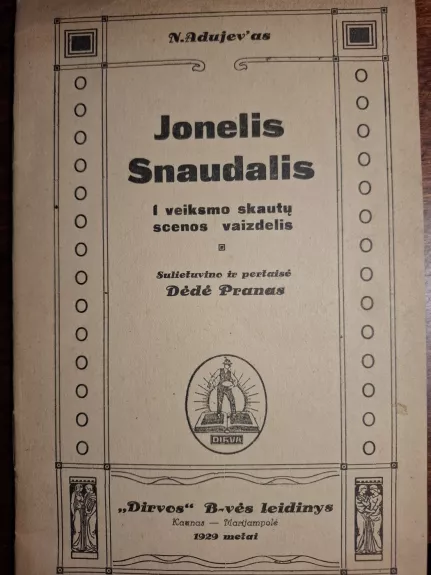 N. Adujev'as
Jonelis
Snaudalis
I veiksmo skautų
scenos vaizdelis
Sulietuvino ir pertaisė
Dėdė Pranas
DIRVA
„Dirvos“ B-vės leidinys
Kaunas — Marijampolė
1929 metai